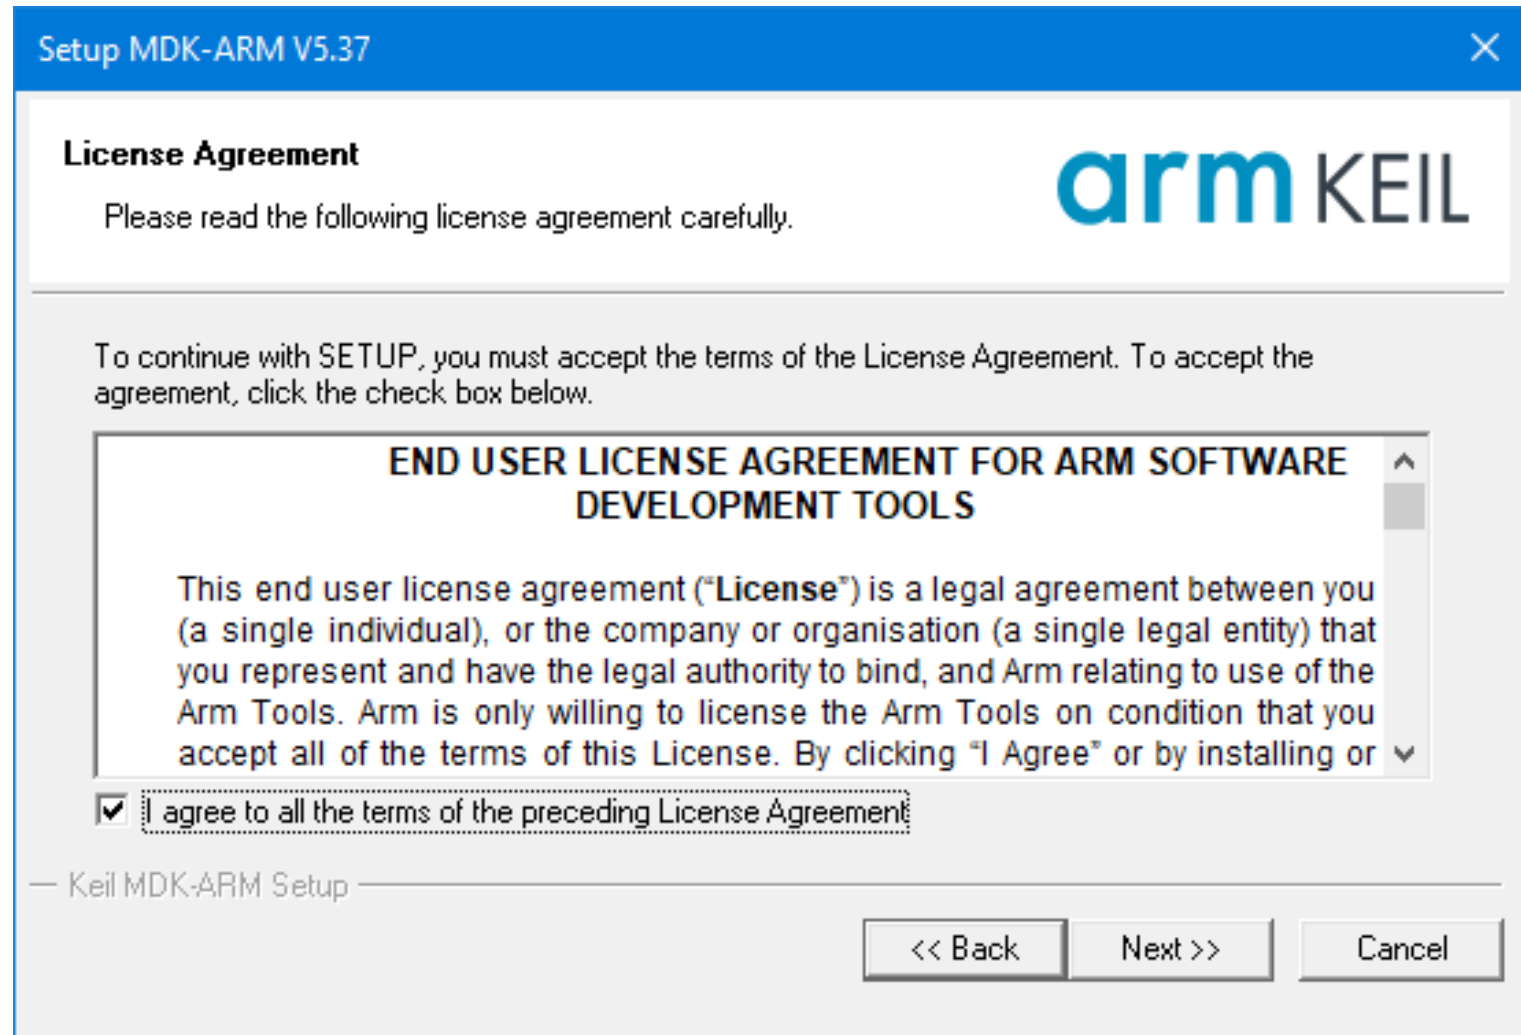 Setup MDK-ARM V5.37
License Agreement
arm KEIL
Please read the following license agreement carefully.
To continue with SETUP, you must accept the terms of the License Agreement. To accept the
agreement, click the check box below.
END USER LICENSE AGREEMENT FOR ARM SOFTWARE
DEVELOPMENT TOOLS
This end user license agreement (“License”) is a legal agreement between you
(a single individual), or the company or organisation (a single legal entity) that
you represent and have the legal authority to bind, and Arm relating to use of the
Arm Tools. Arm is only willing to license the Arm Tools on condition that you
accept all of the terms of this License. By clicking “I Agree” or by installing or
I agree to all the terms of the preceding License Agreement
Keil MDK-ARM Setup
<< Back
Next >>
Cancel